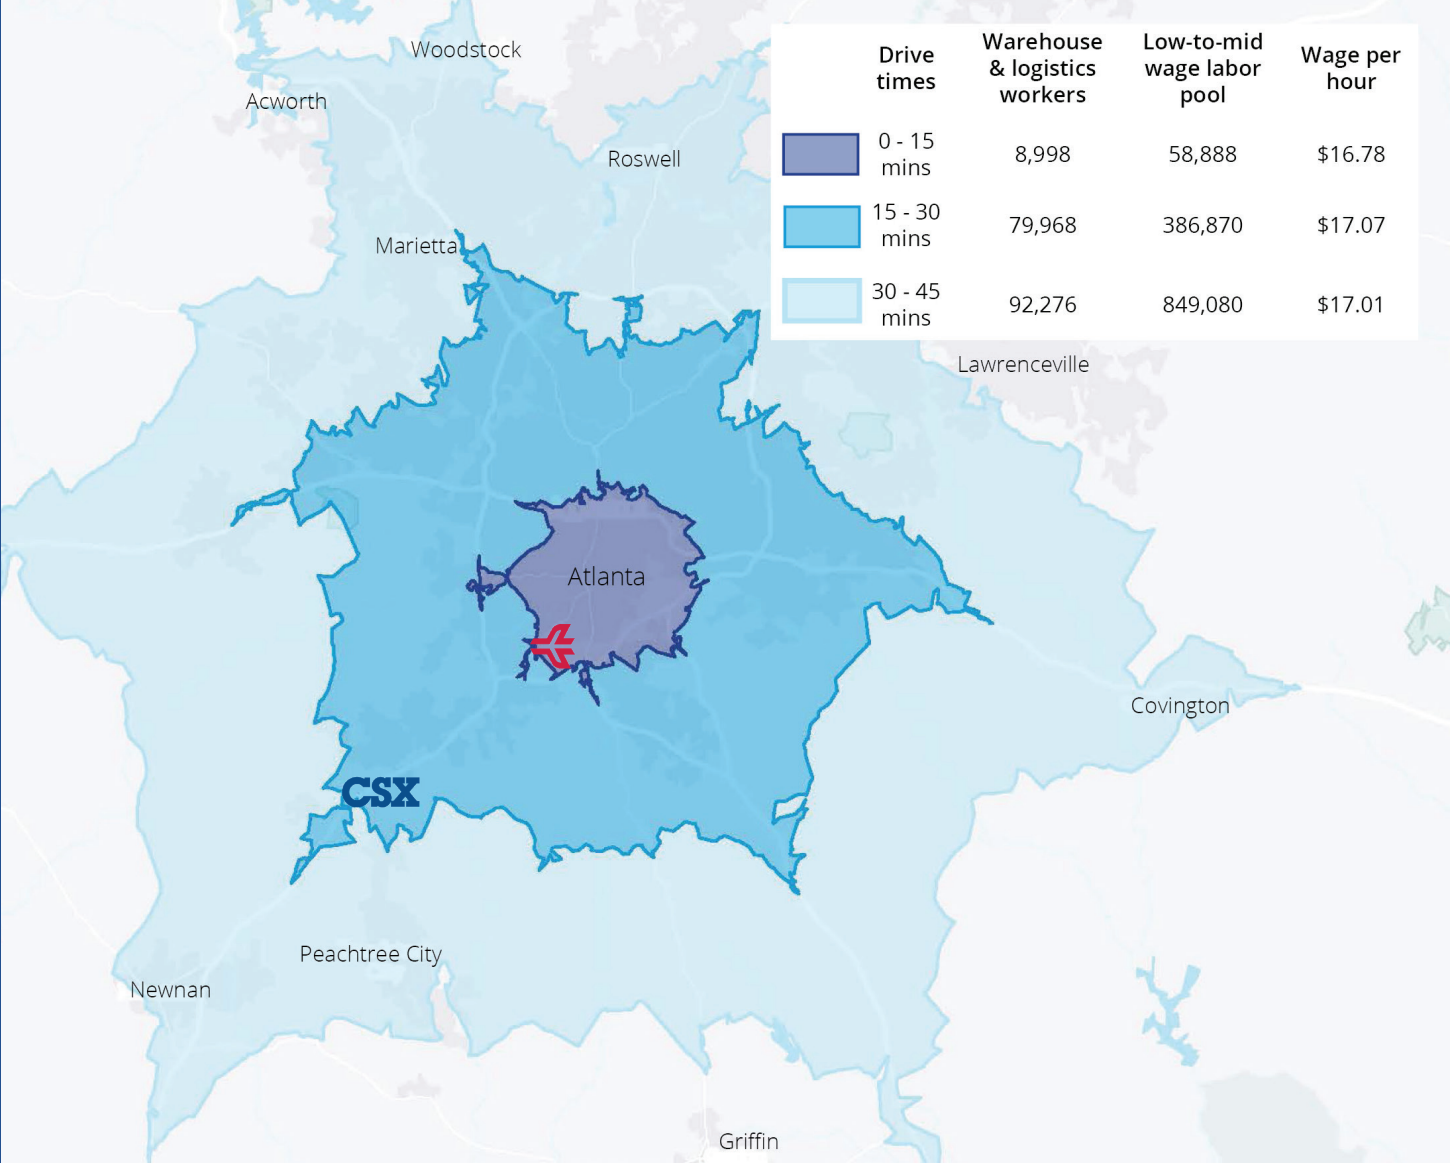 Woodstock
Acworth
Roswell
Marietta
Drive
times
Warehouse
& logistics
workers
Low-to-mid
wage labor
pool
Wage per
hour
0 - 15
mins
8,998
58,888
$16.78
15 - 30
mins
79,968
386,870
$17.07
30 - 45
mins
92,276
849,080
$17.01
Lawrenceville
Atlanta
Covington
CSX
Peachtree City
Newnan
Griffin